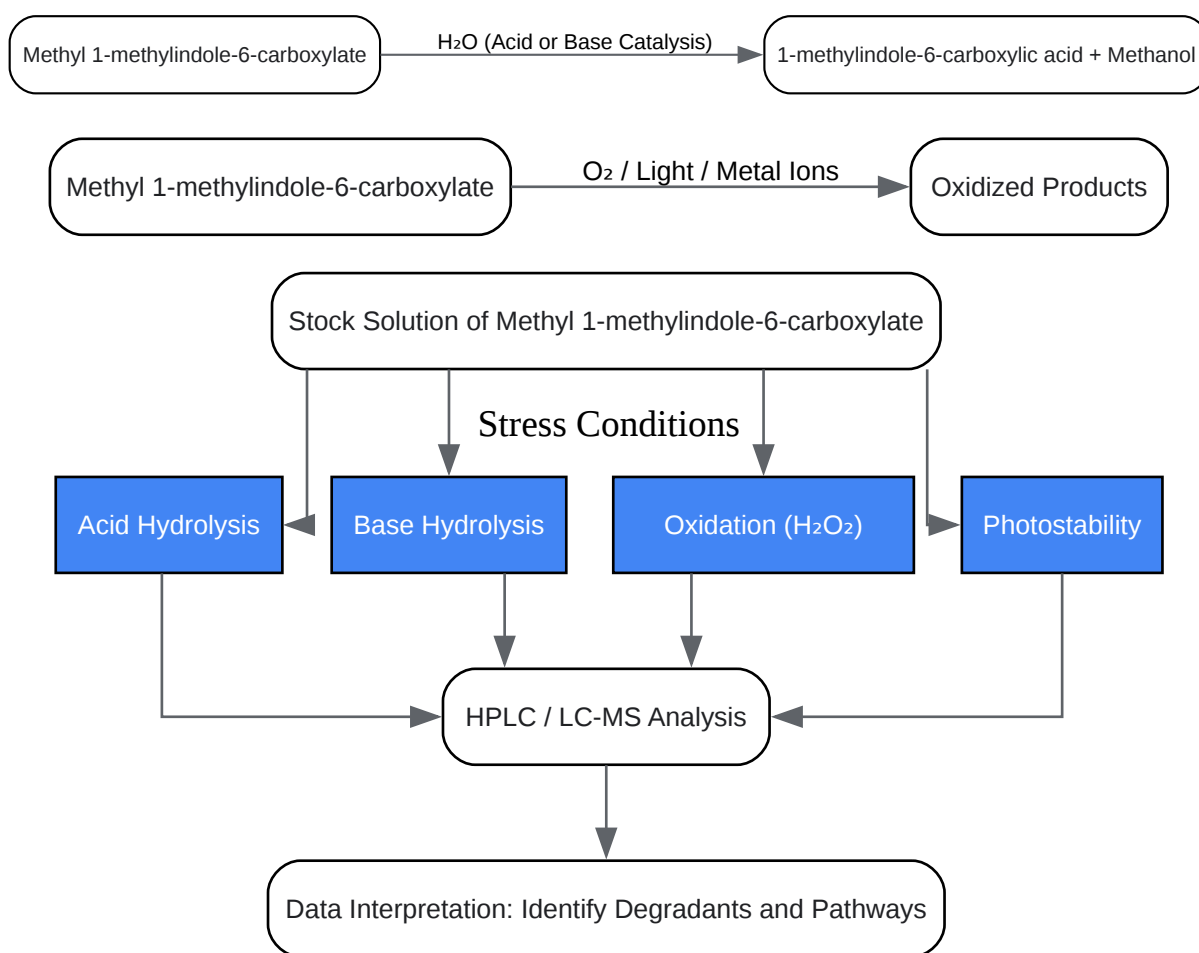 Methyl 1-methylindole-6-carboxylate
H₂O (Acid or Base Catalysis)
1-methylindole-6-carboxylic acid + Methanol
Methyl 1-methylindole-6-carboxylate
O₂ / Light / Metal Ions
Oxidized Products
Stock Solution of Methyl 1-methylindole-6-carboxylate
Stress Conditions
Acid Hydrolysis
Base Hydrolysis
Oxidation (H₂O₂)
Photostability
HPLC / LC-MS Analysis
Data Interpretation: Identify Degradants and Pathways